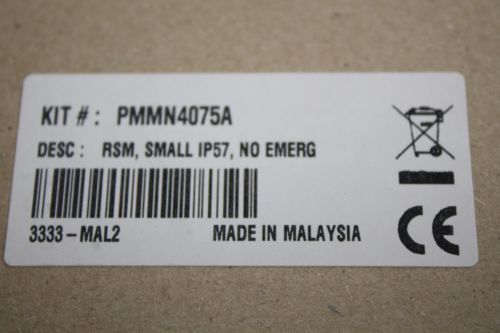 KIT # : PMMN4075A
DESC : RSM, SMALL IP57, NO EMERG
3333-MAL2 MADE IN MALAYSIA
CE